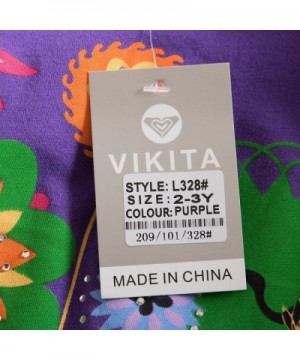 VIKITA
STYLE: L328#
SIZE: 2-3Y
COLOUR: PURPLE
209/101/328#
MADE IN CHINA